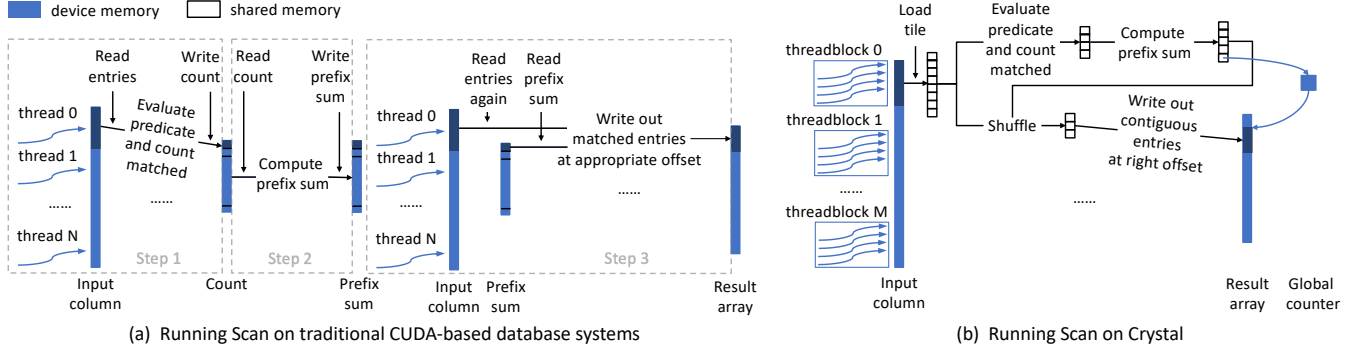 device memory
shared memory
Read
entries
Write
count
Read
count
Write
prefix
sum
thread 0
thread 1
……
thread N
Evaluate
predicate
and count
matched
……
Compute
prefix sum
Step 1
Step 2
Input
column
Count
Prefix
sum
Read
entries
again
Read
prefix
sum
thread 0
thread 1
……
thread N
Write out
matched entries
at appropriate offset
……
Step 3
Input
column
Prefix
sum
Result
array
(a) Running Scan on traditional CUDA-based database systems
Load
tile
Evaluate
predicate
and count
matched
Compute
prefix sum
threadblock 0
threadblock 1
……
threadblock M
Shuffle
Write out
contiguous
entries
at right offset
……
Input
column
Result
array
Global
counter
(b) Running Scan on Crystal